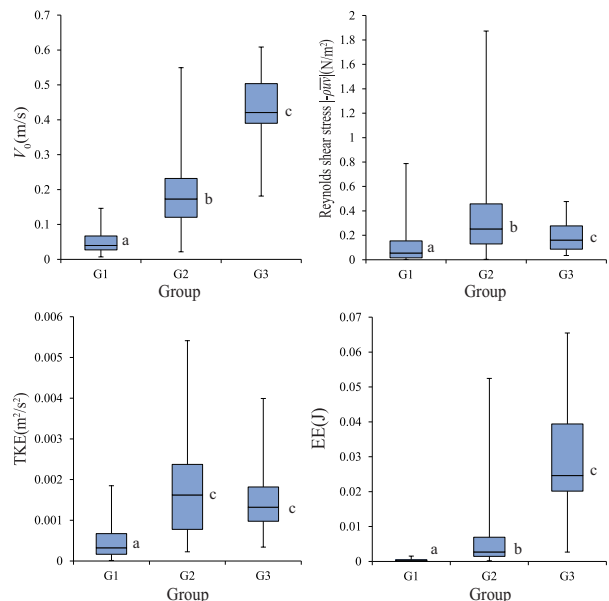 V₀(m/s)
0.7
0.6
0.5
0.4
0.3
0.2
0.1
0
a
b
c
G1 G2 G3
Group
Reynolds shear stress |-ρuv|(N/m²)
2
1.8
1.6
1.4
1.2
1
0.8
0.6
0.4
0.2
0
a
b
c
G1 G2 G3
Group
TKE(m²/s²)
0.006
0.005
0.004
0.003
0.002
0.001
0
a
c
c
G1 G2 G3
Group
EE(J)
0.07
0.06
0.05
0.04
0.03
0.02
0.01
0
a
b
c
G1 G2 G3
Group